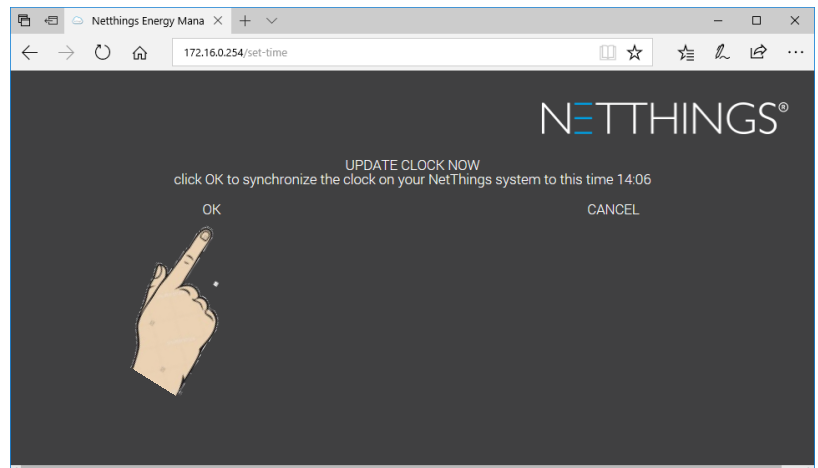 Netthings Energy Mana
172.16.0.254/set-time
NETTHINGS®
UPDATE CLOCK NOW
click OK to synchronize the clock on your NetThings system to this time 14:06
OK CANCEL